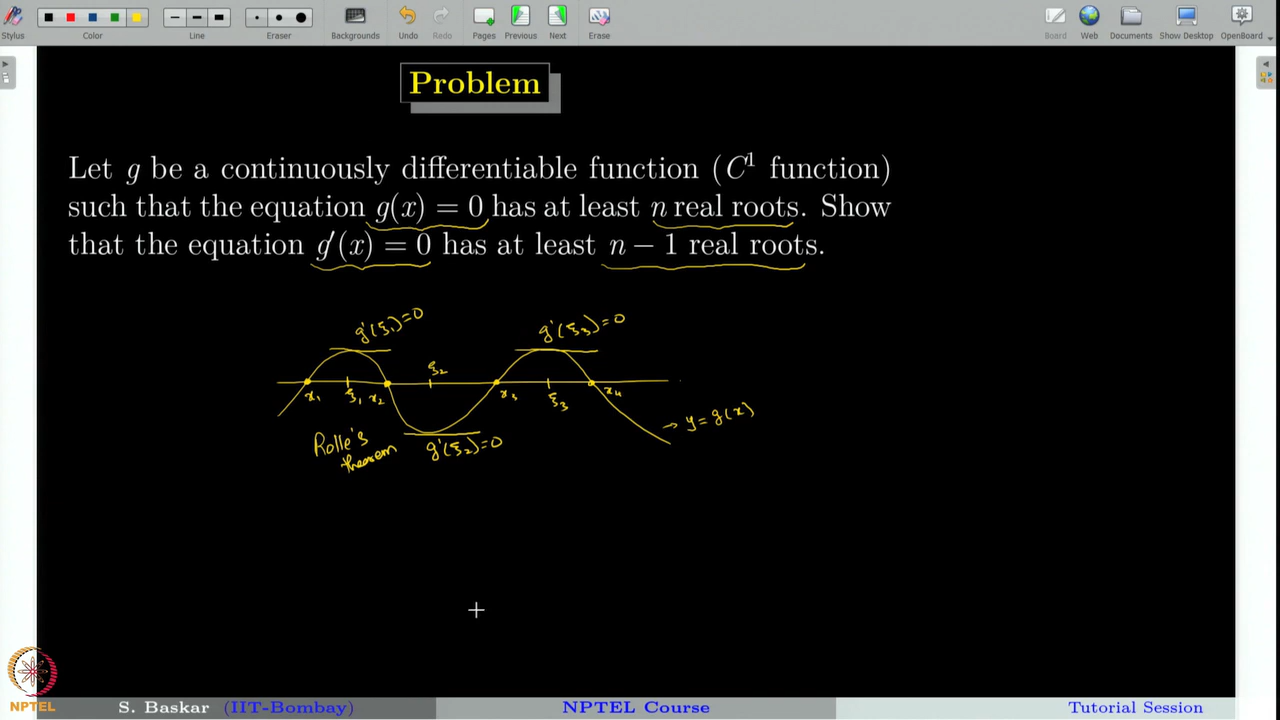 Stylus
Color
Line
Eraser
Backgrounds
Undo
Redo
Pages
Previous
Next
Erase
Board
Web
Documents
Show Desktop
OpenBoard
Problem
Let g be a continuously differentiable function (C¹ function)
such that the equation g(x) = 0 has at least n real roots. Show
that the equation g′(x) = 0 has at least n − 1 real roots.
g'(ξ₁)=0
g'(ξ₃)=0
ξ₂
x₁
ξ₁
x₂
x₃
ξ₃
x₄
→ y=g(x)
Rolle's
theorem
g'(ξ₂)=0
NPTEL
S. Baskar (IIT-Bombay)
NPTEL Course
Tutorial Session